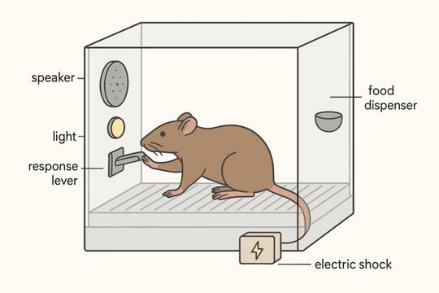 speaker
light
response
lever
food
dispenser
electric shock